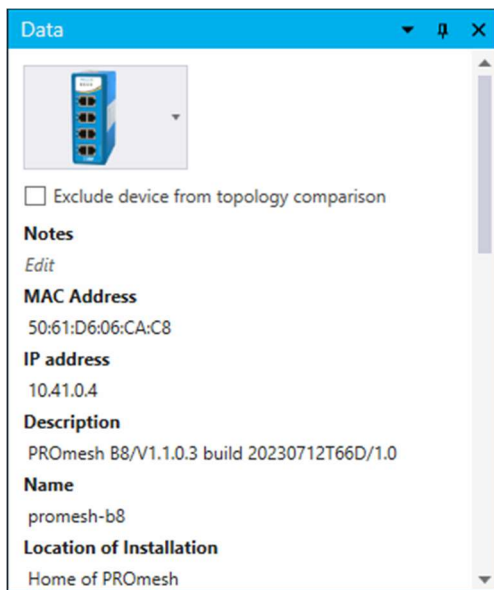 Data
Exclude device from topology comparison
Notes
Edit
MAC Address
50:61:D6:06:CA:C8
IP address
10.41.0.4
Description
PROmesh B8/V1.1.0.3 build 20230712T66D/1.0
Name
promesh-b8
Location of Installation
Home of PROmesh